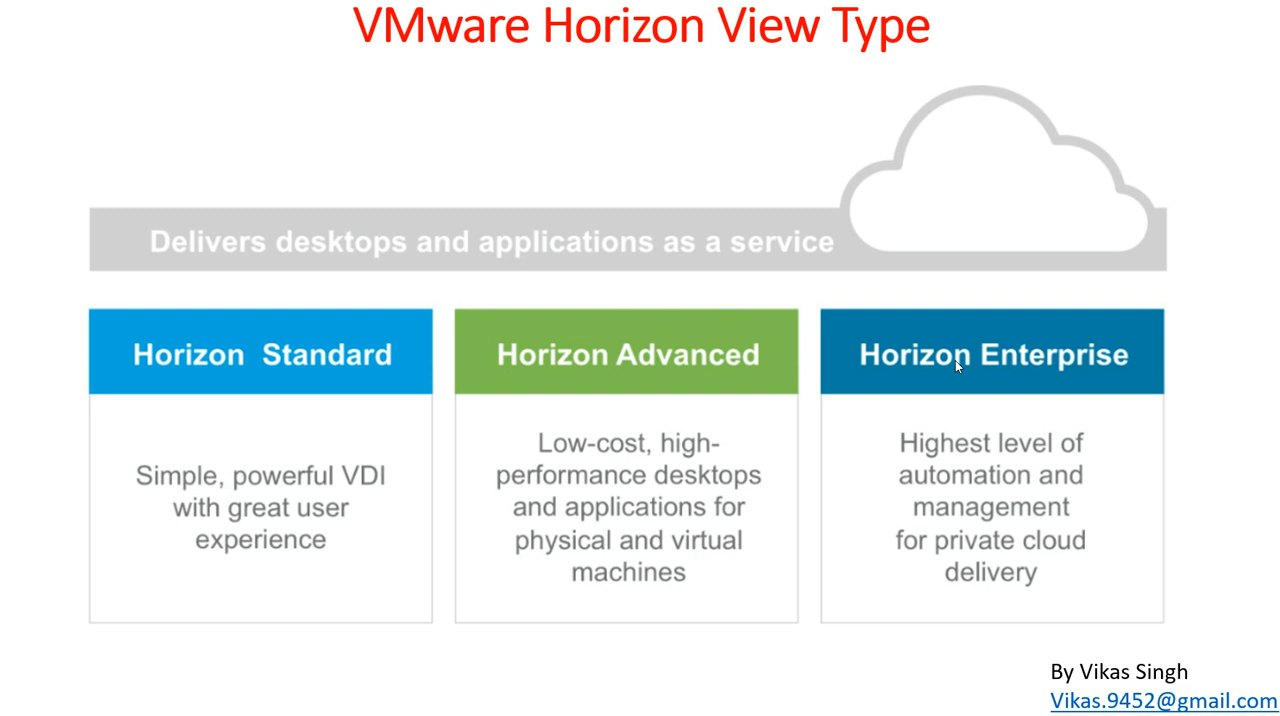 VMware Horizon View Type
Delivers desktops and applications as a service
Horizon Standard
Simple, powerful VDI
with great user
experience
Horizon Advanced
Low-cost, high-
performance desktops
and applications for
physical and virtual
machines
Horizon Enterprise
Highest level of
automation and
management
for private cloud
delivery
By Vikas Singh
Vikas.9452@gmail.com